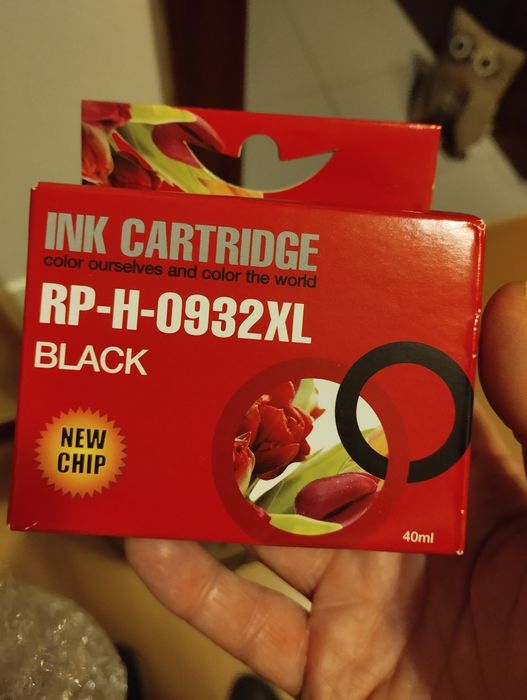 INK CARTRIDGE
color ourselves and color the world
RP-H-0932XL
BLACK
NEW
CHIP
40ml